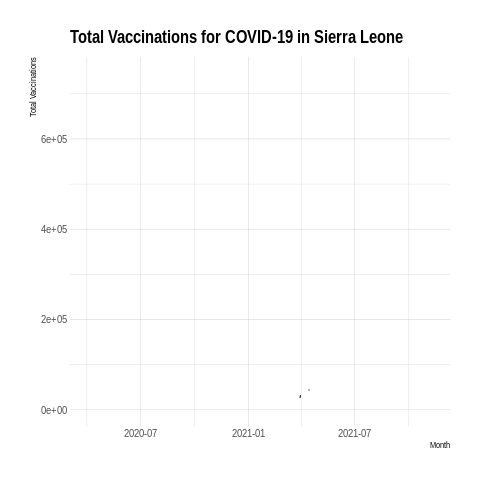 Total Vaccinations for COVID-19 in Sierra Leone
Total Vaccinations
6e+05
4e+05
2e+05
0e+00
2020-07
2021-01
2021-07
Month